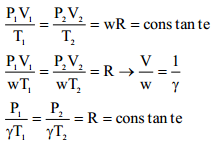 P₁V₁/T₁ = P₂V₂/T₂ = wR = cons tan te
P₁V₁/wT₁ = P₂V₂/wT₂ = R → V/w = 1/γ
P₁/γT₁ = P₂/γT₂ = R = cons tan te